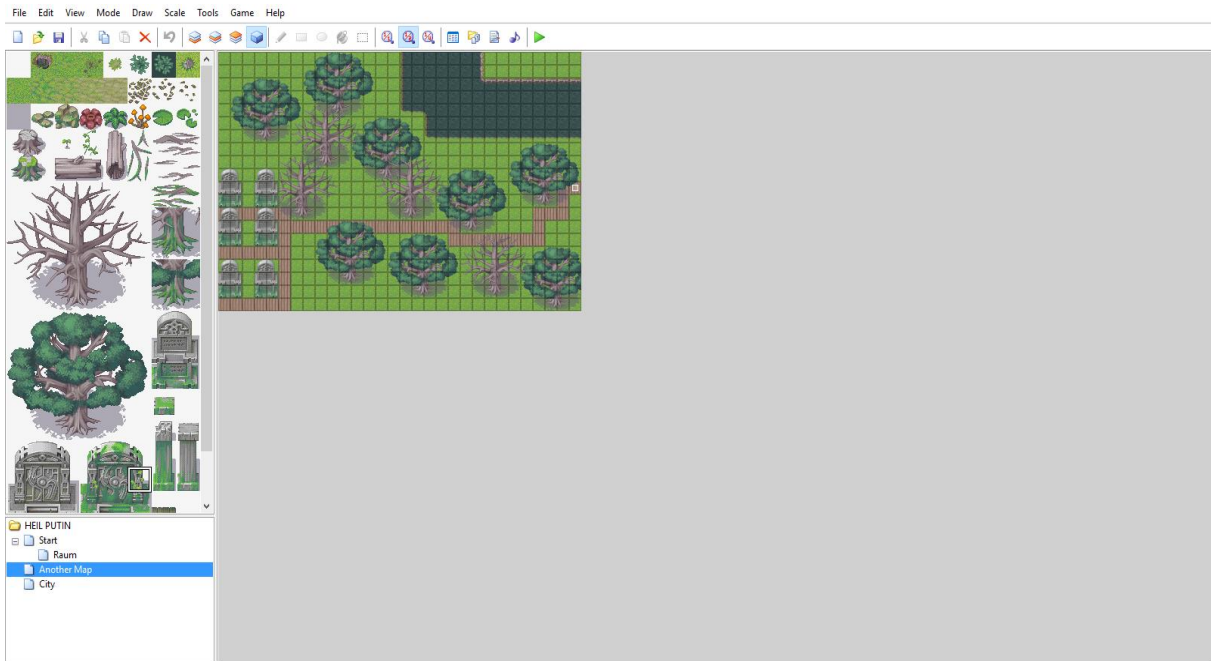 File Edit View Mode Draw Scale Tools Game Help
HEIL PUTIN
Start
Raum
Another Map
City